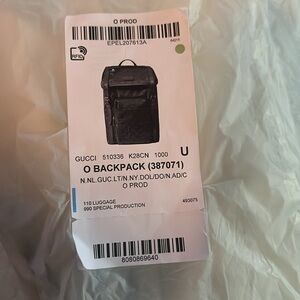 O PROD
EPEL207613A
GUCCI 510336 K28CN 1000 U
O BACKPACK (387071)
N.NL.GUC.LT/N.NY.DOL/DO/N.AD/C
O PROD
110 LUGGAGE
990 SPECIAL PRODUCTION
493075
8080869640